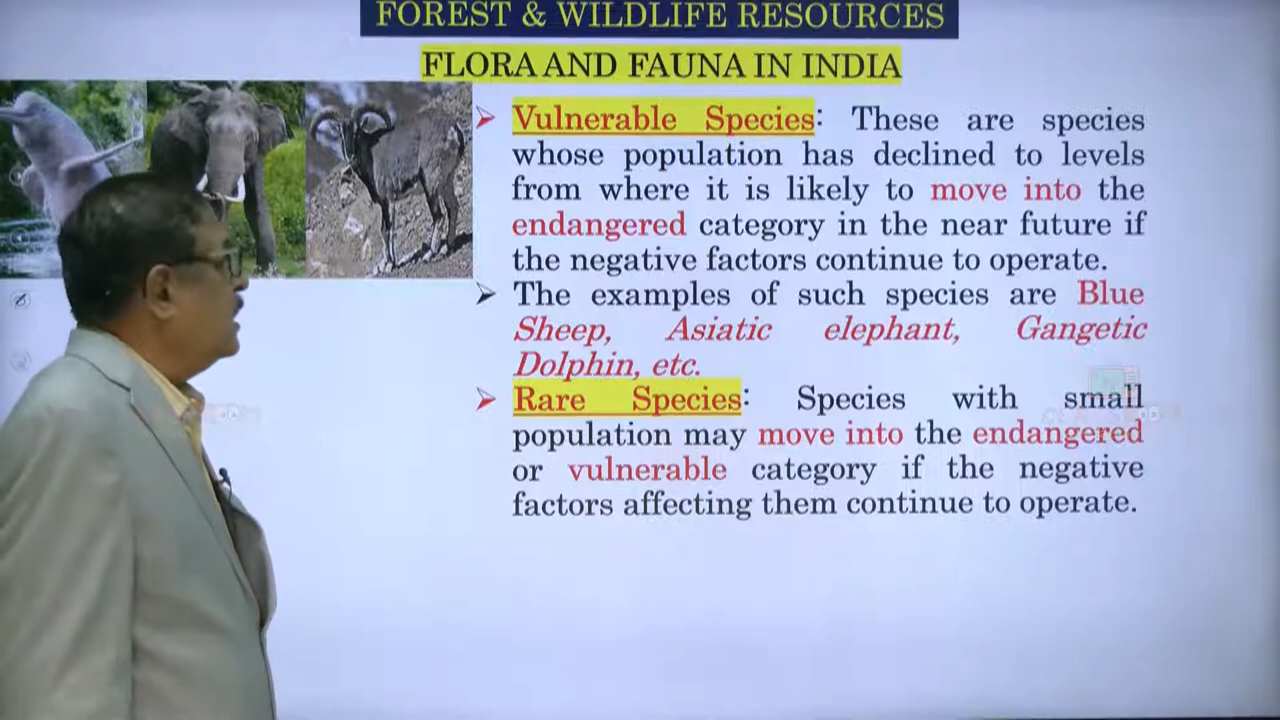 FOREST & WILDLIFE RESOURCES
FLORA AND FAUNA IN INDIA
➢ Vulnerable Species: These are species
whose population has declined to levels
from where it is likely to move into the
endangered category in the near future if
the negative factors continue to operate.
➢ The examples of such species are Blue
Sheep, Asiatic elephant, Gangetic
Dolphin, etc.
➢ Rare Species: Species with small
population may move into the endangered
or vulnerable category if the negative
factors affecting them continue to operate.